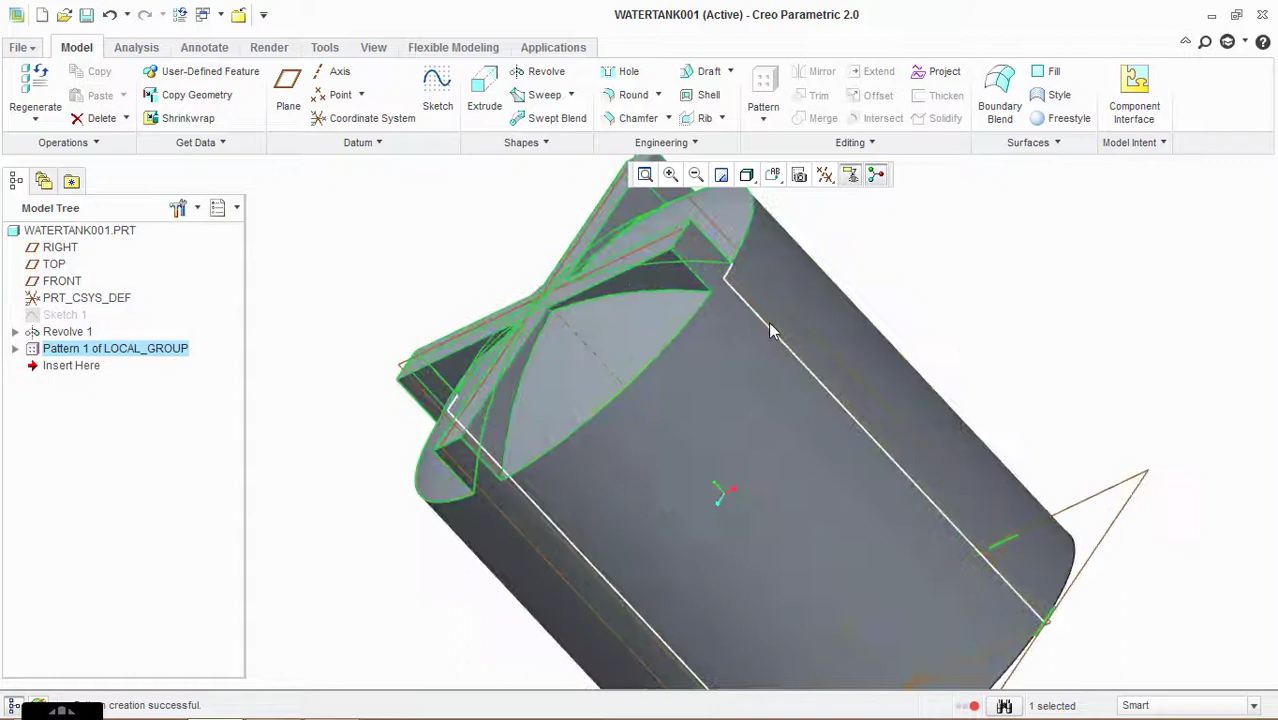 WATERTANK001 (Active) - Creo Parametric 2.0
File Model Analysis Annotate Render Tools View Flexible Modeling Applications
Regenerate Copy Paste Delete
User-Defined Feature Copy Geometry Shrinkwrap
Plane Axis Point Coordinate System
Sketch Extrude Revolve Sweep Swept Blend
Hole Round Chamfer Draft Shell Rib
Pattern Mirror Trim Merge Extend Offset Intersect Project Thicken Solidify
Boundary Blend Fill Style Freestyle
Component Interface
Operations Get Data Datum Shapes Engineering Editing Surfaces Model Intent
Model Tree
WATERTANK001.PRT
RIGHT
TOP
FRONT
PRT_CSYS_DEF
Sketch 1
Revolve 1
Pattern 1 of LOCAL_GROUP
Insert Here
creation successful.
1 selected
Smart